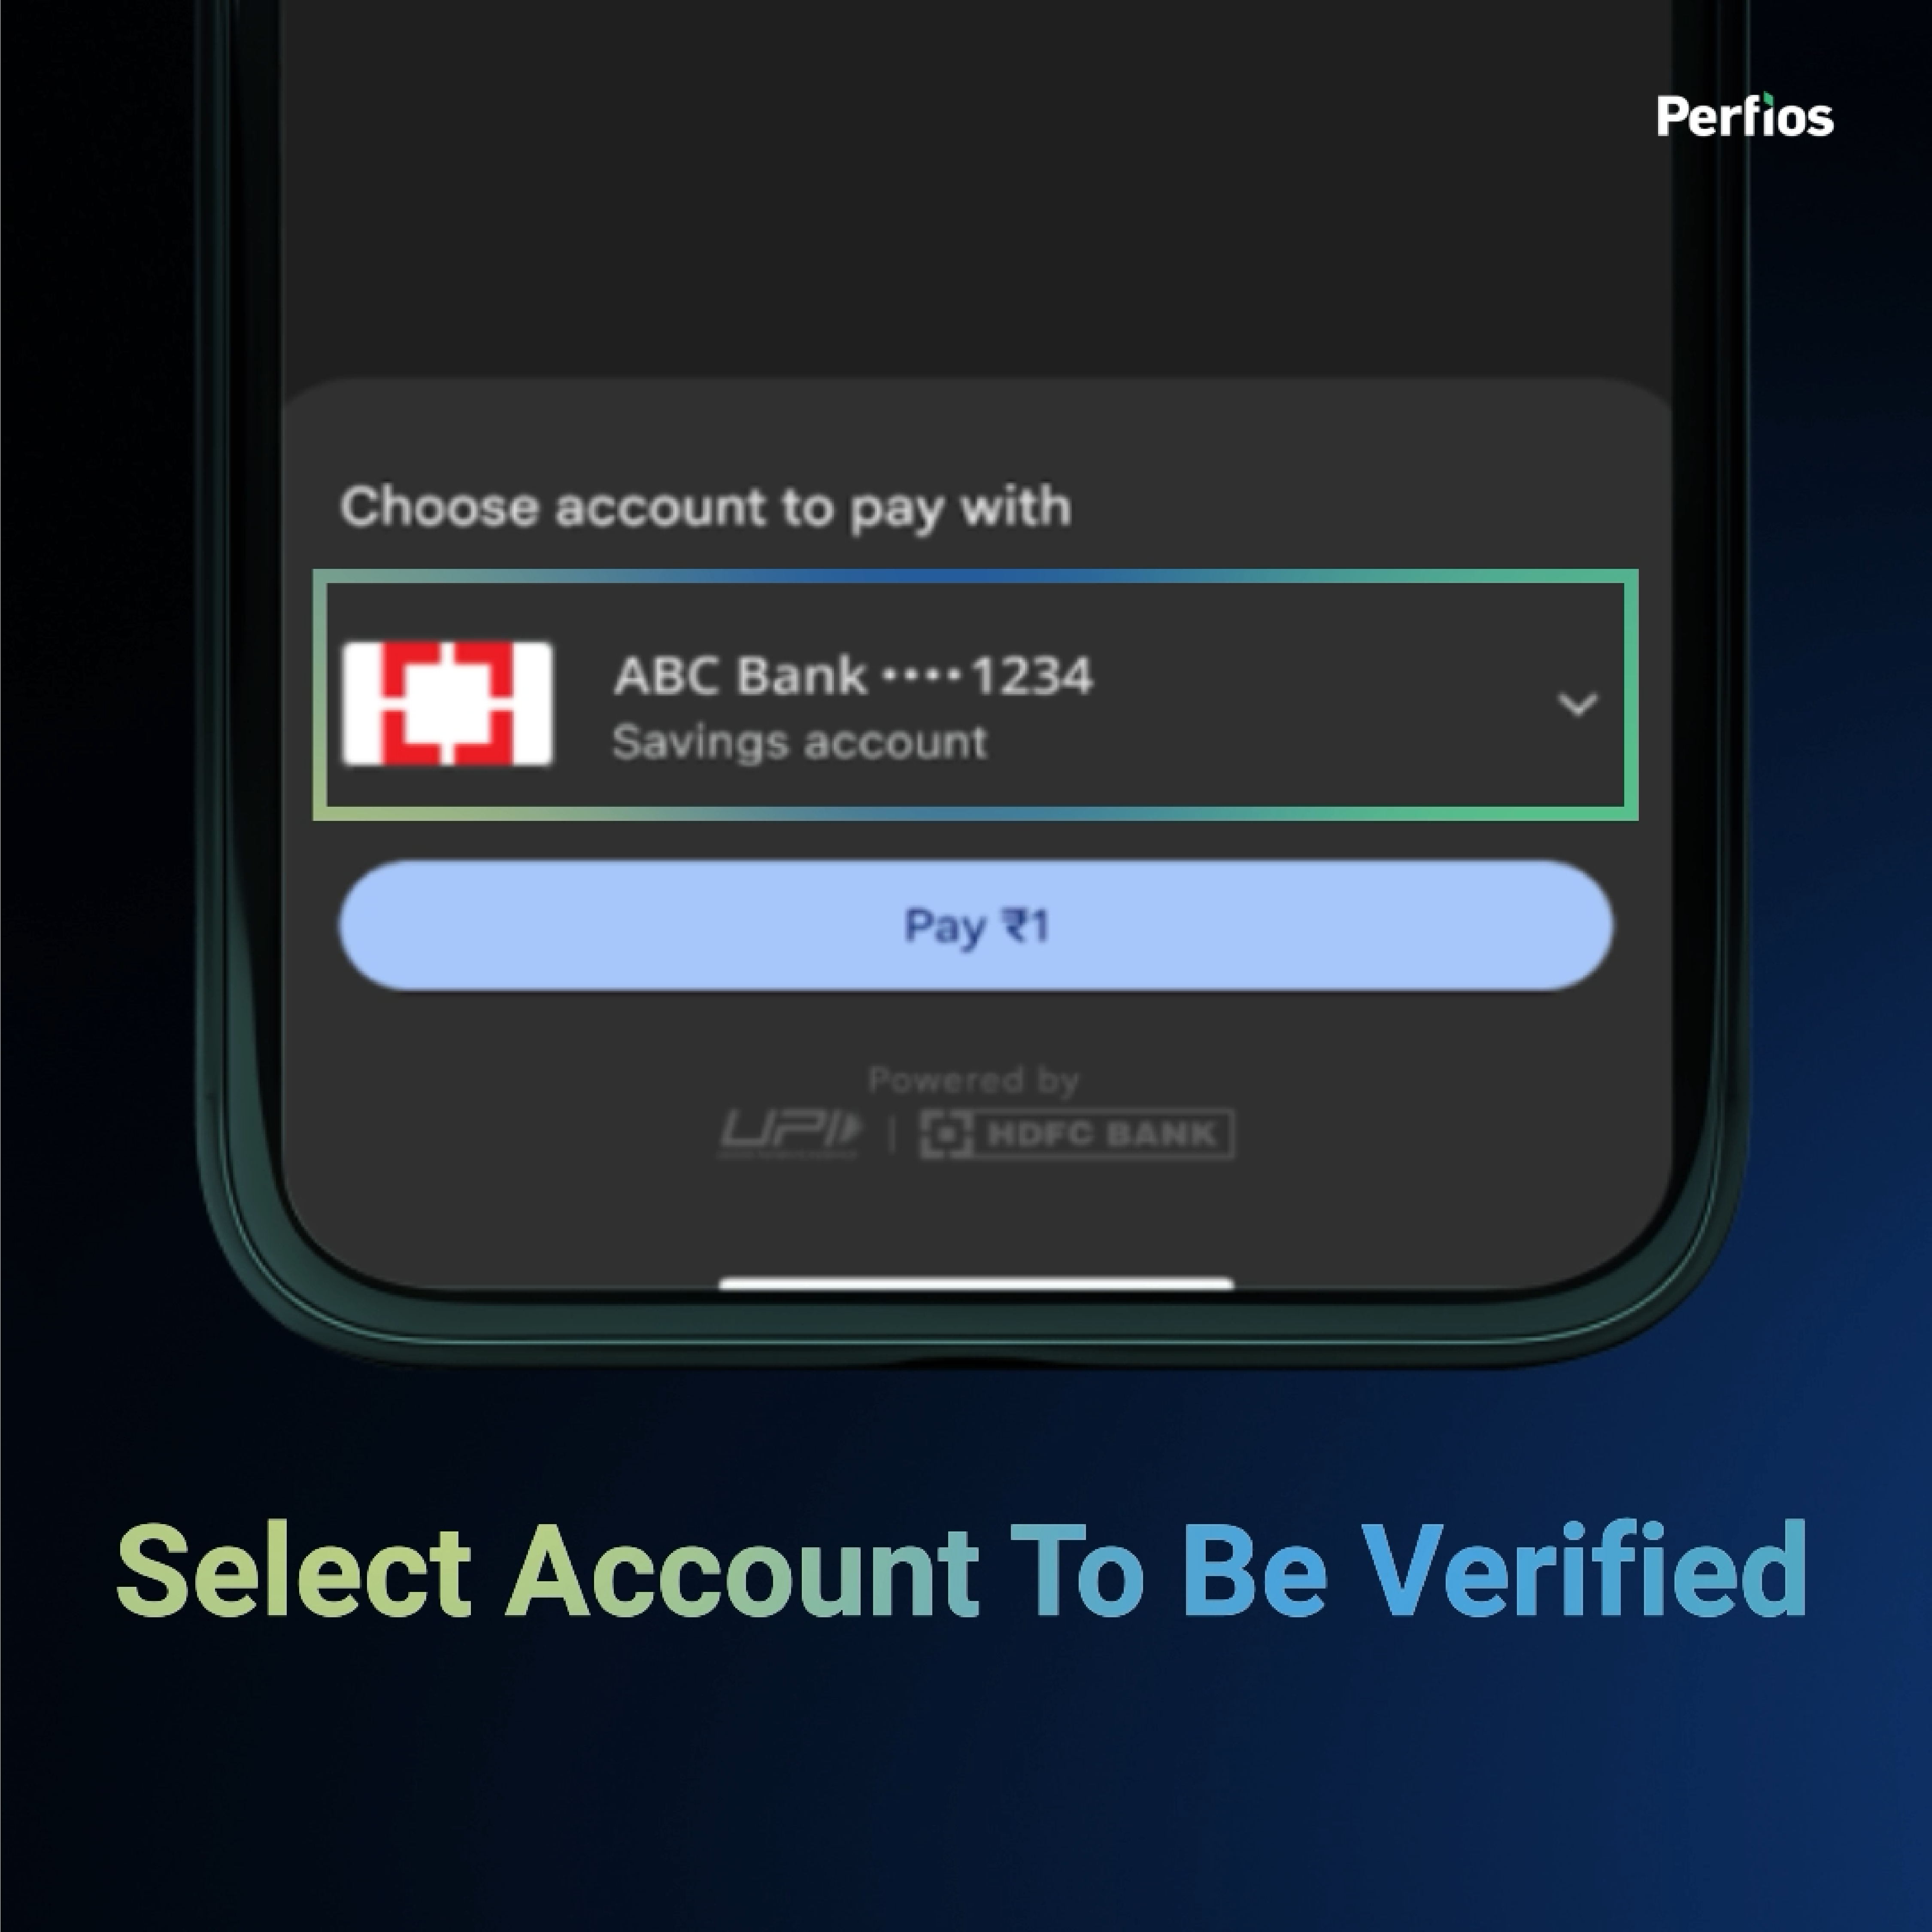 Perfios
Choose account to pay with
ABC Bank ••••1234
Savings account
Pay ₹1
Powered by
UPI | HDFC BANK
Select Account To Be Verified